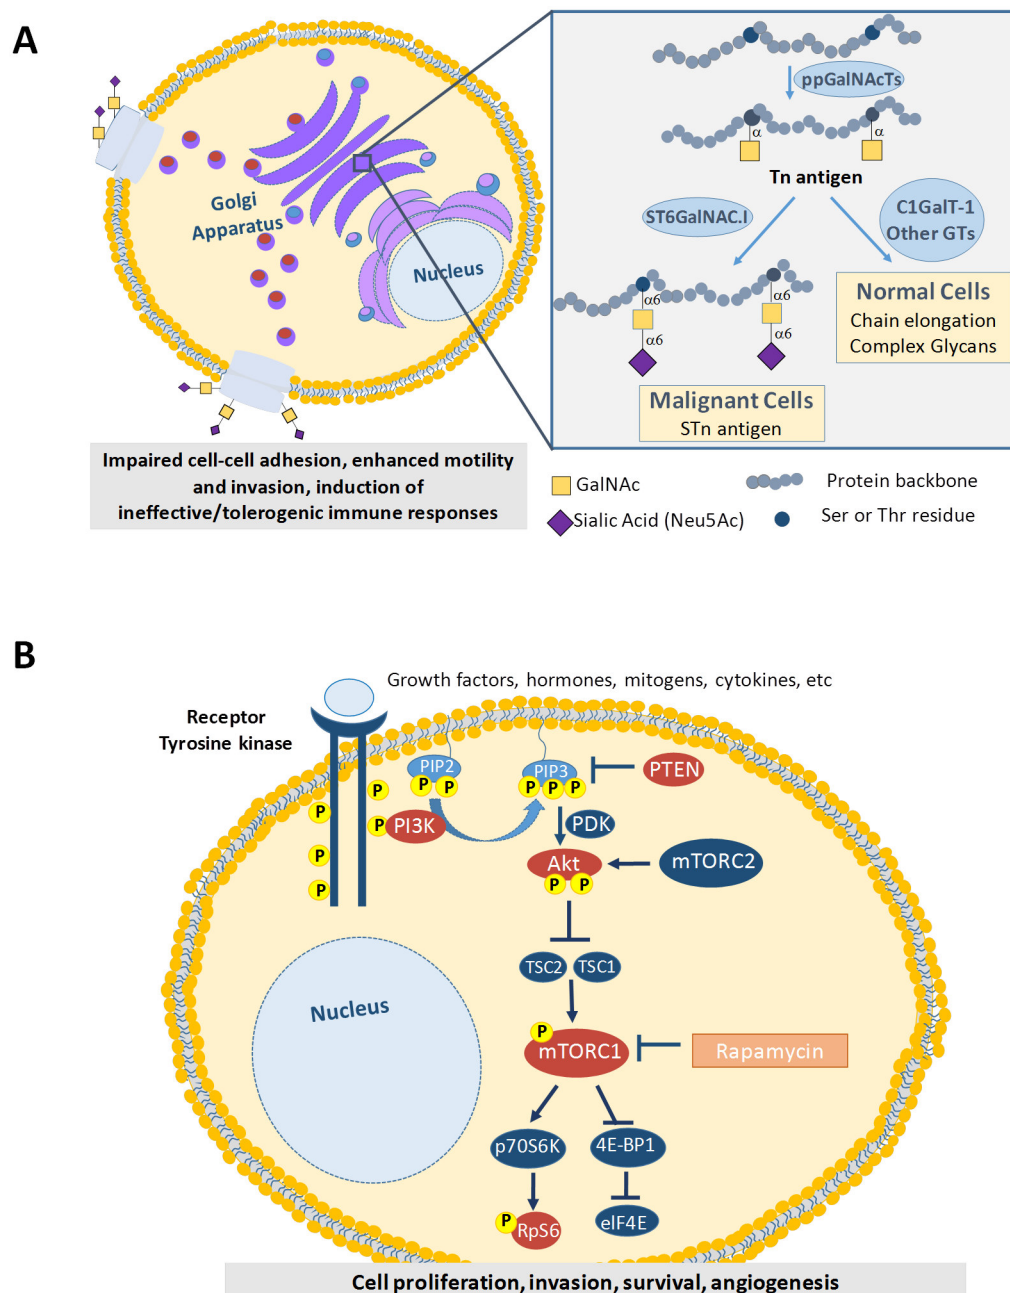 A
ppGalNAcTs
α
α
Tn antigen
ST6GalNAC.I
C1GalT-1
Other GTs
α6
α6
α6
α6
Normal Cells
Chain elongation
Complex Glycans
Malignant Cells
STn antigen
Golgi
Apparatus
Nucleus
Impaired cell-cell adhesion, enhanced motility
and invasion, induction of
ineffective/tolerogenic immune responses
GalNAc
Protein backbone
Sialic Acid (Neu5Ac)
Ser or Thr residue
B
Growth factors, hormones, mitogens, cytokines, etc
Receptor
Tyrosine kinase
PIP2
P P
PIP3
P P P
PTEN
P
P
P
P
P
PI3K
PDK
Akt
P P
mTORC2
TSC2
TSC1
Nucleus
P
mTORC1
Rapamycin
p70S6K
4E-BP1
P
RpS6
eIF4E
Cell proliferation, invasion, survival, angiogenesis